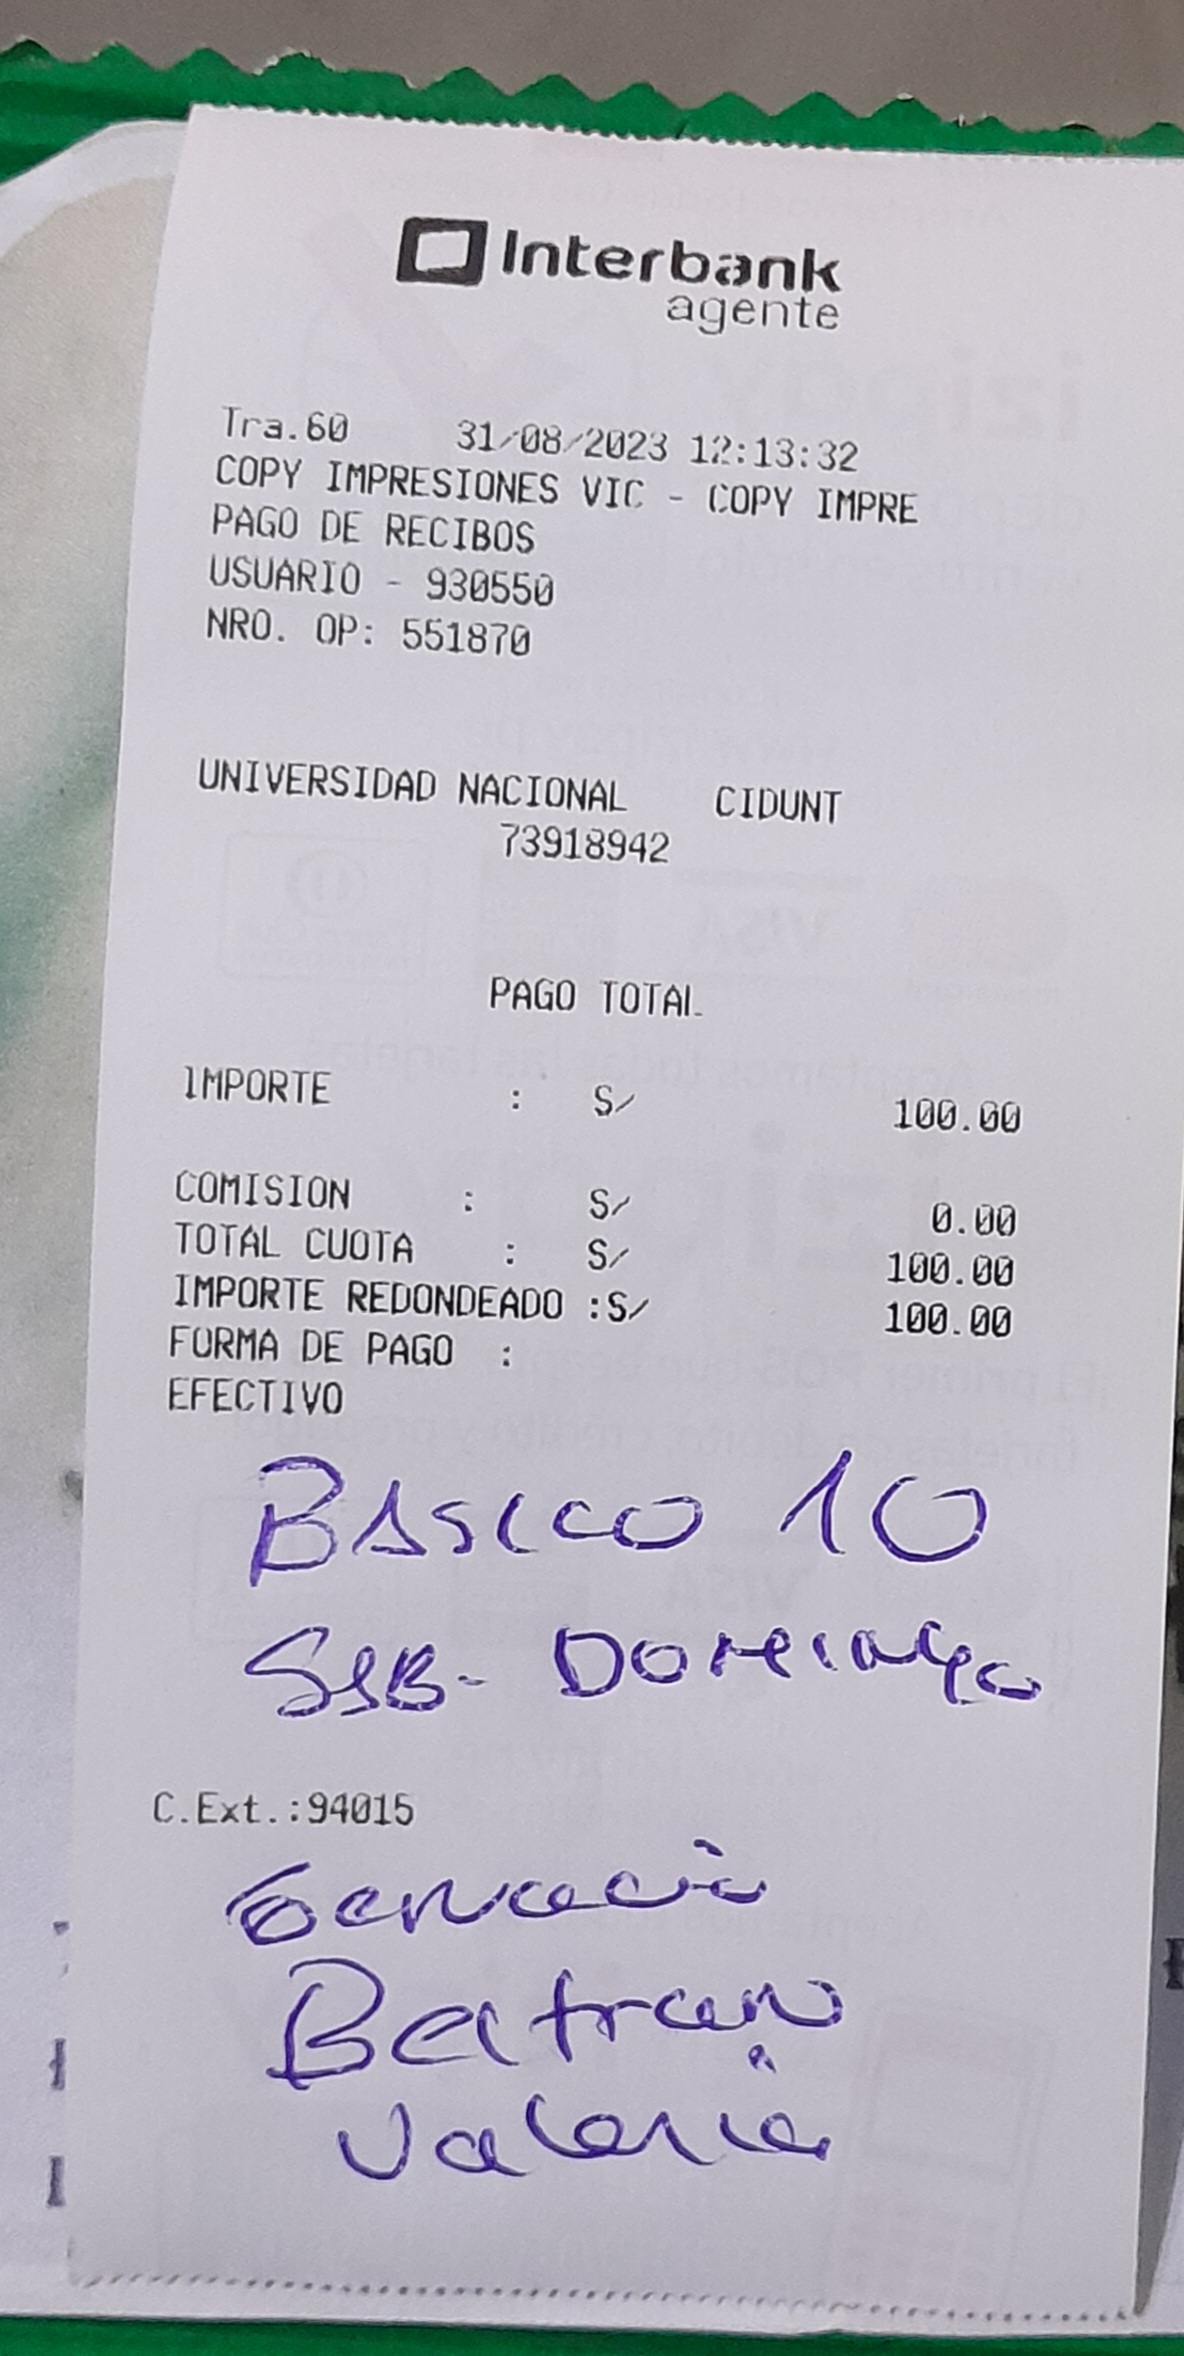 Interbank
agente
Tra.60 31/08/2023 12:13:32
COPY IMPRESIONES VIC - COPY IMPRE
PAGO DE RECIBOS
USUARIO - 930550
NRO. OP: 551870
UNIVERSIDAD NACIONAL CIDUNT
73918942
PAGO TOTAL
IMPORTE : S/ 100.00
COMISION : S/ 0.00
TOTAL CUOTA : S/ 100.00
IMPORTE REDONDEADO :S/ 100.00
FORMA DE PAGO :
EFECTIVO
BASICO 10
SAB- DOMINGO
C.Ext.:94015
Beltran
Valeria